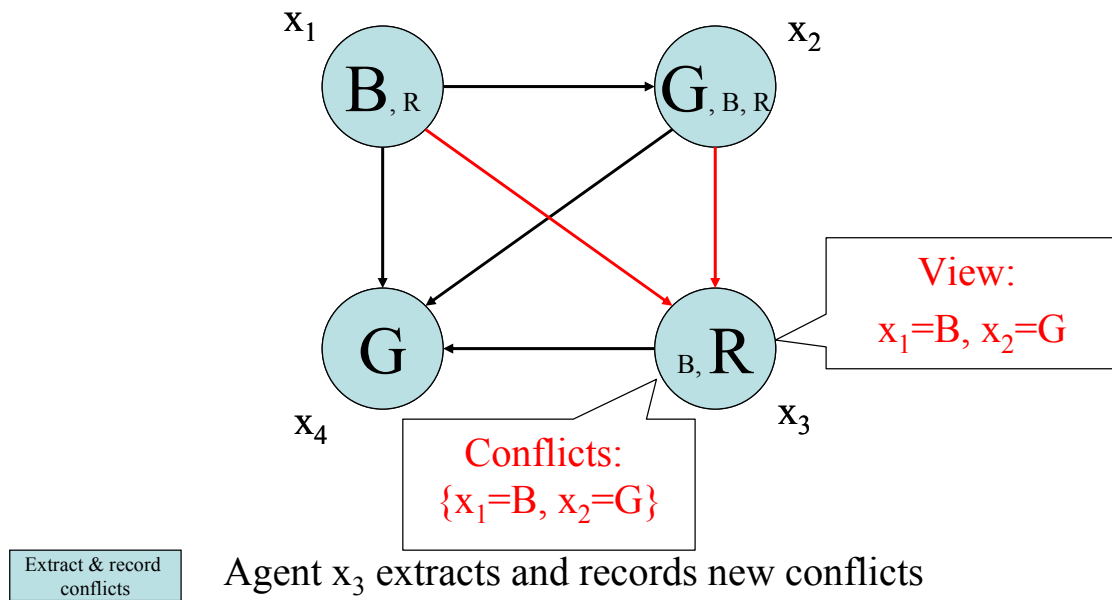 x₁
x₂
B, R
G, B, R
View:
x₁=B, x₂=G
G
B, R
x₄
x₃
Conflicts:
{x₁=B, x₂=G}
Extract & record
conflicts
Agent x₃ extracts and records new conflicts